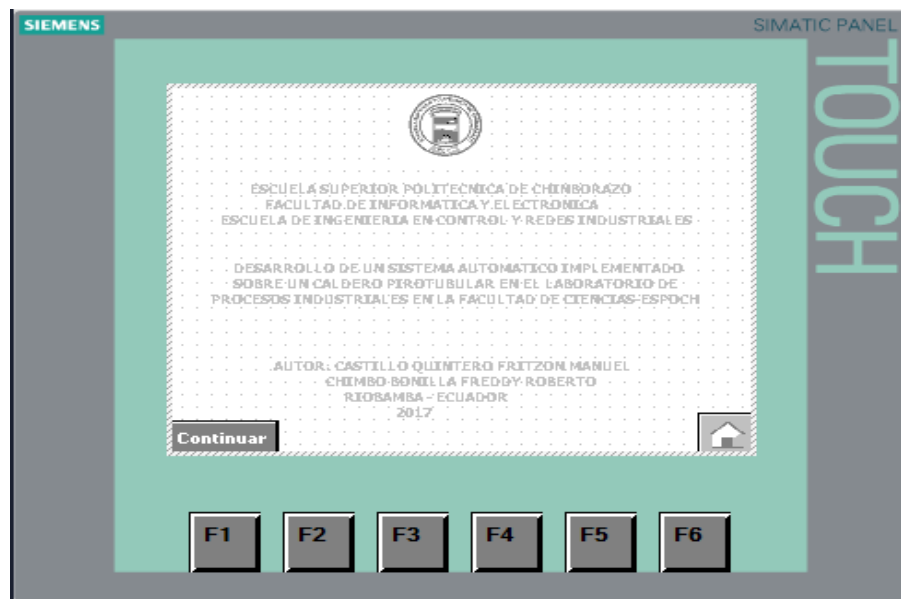 SIEMENS
SIMATIC PANEL
TOUCH
ESCUELA SUPERIOR POLITECNICA DE CHIMBORAZO
FACULTAD DE INFORMATICA Y ELECTRONICA
ESCUELA DE INGENIERIA EN CONTROL Y REDES INDUSTRIALES
DESARROLLO DE UN SISTEMA AUTOMATICO IMPLEMENTADO
SOBRE UN CALDERO PIROTUBULAR EN EL LABORATORIO DE
PROCESOS INDUSTRIALES EN LA FACULTAD DE CIENCIAS-ESPOCH
AUTOR: CASTILLO QUINTERO FRITZON MANUEL
CHIMBO BONILLA FREDDY ROBERTO
RIOBAMBA - ECUADOR
2017
Continuar
F1 F2 F3 F4 F5 F6